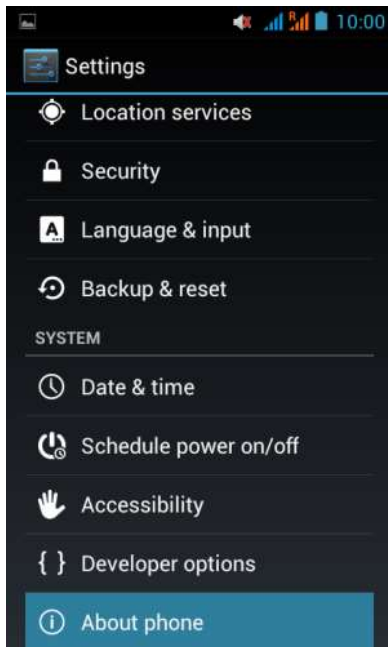 R 10:00
Settings
Location services
Security
A Language & input
Backup & reset
SYSTEM
Date & time
Schedule power on/off
Accessibility
{ } Developer options
About phone